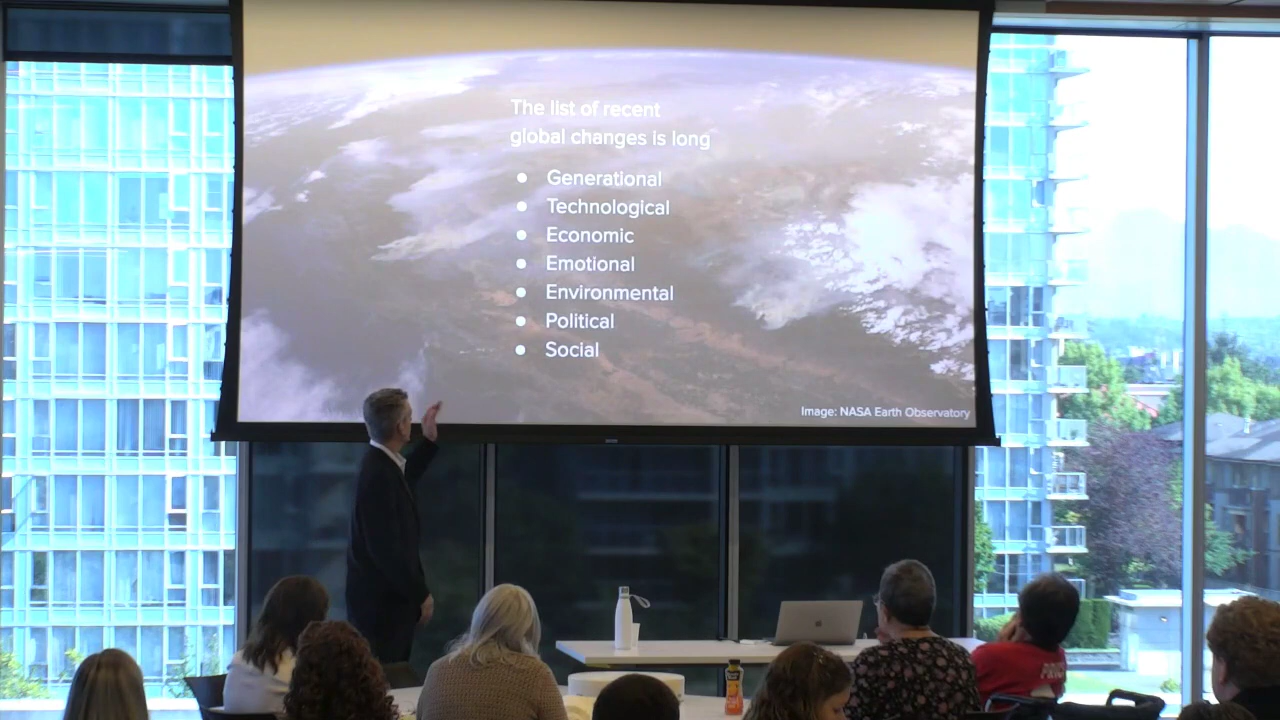 The list of recent
global changes is long
● Generational
● Technological
● Economic
● Emotional
● Environmental
● Political
● Social
Image: NASA Earth Observatory